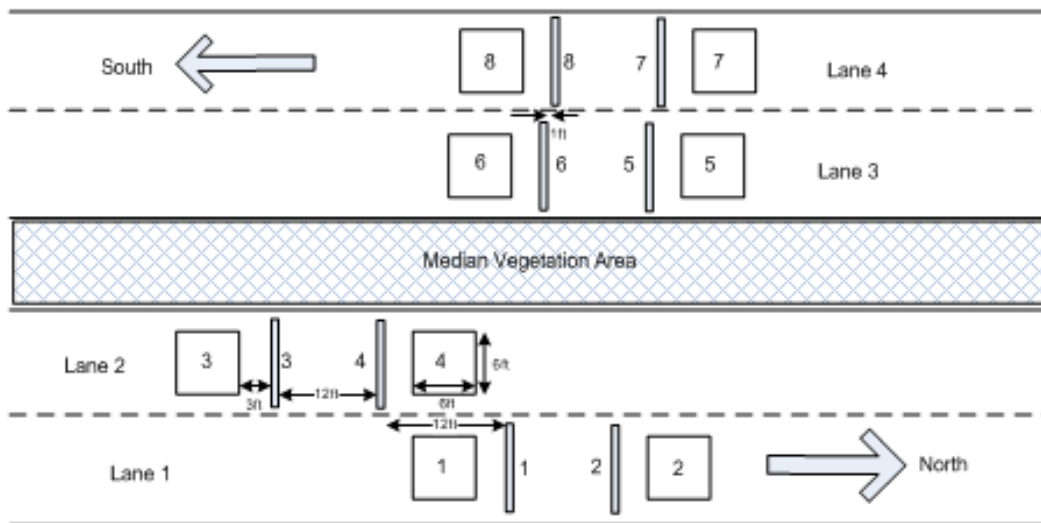 South
8
8
7
7
Lane 4
1ft
6
6
5
5
Lane 3
Median Vegetation Area
Lane 2
3
3
4
4
6ft
3ft
12ft
6ft
12ft
Lane 1
1
1
2
2
North